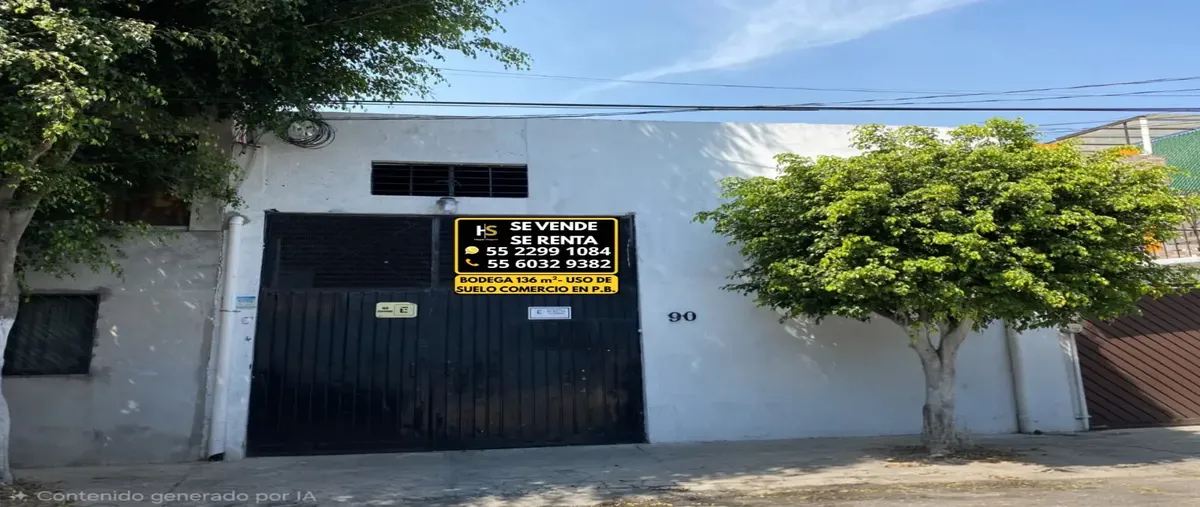 HS
SE VENDE
SE RENTA
55 2299 1084
55 6032 9382
BODEGA 136 m²- USO DE
SUELO COMERCIO EN P.B.
E
90
Contenido generado por IA